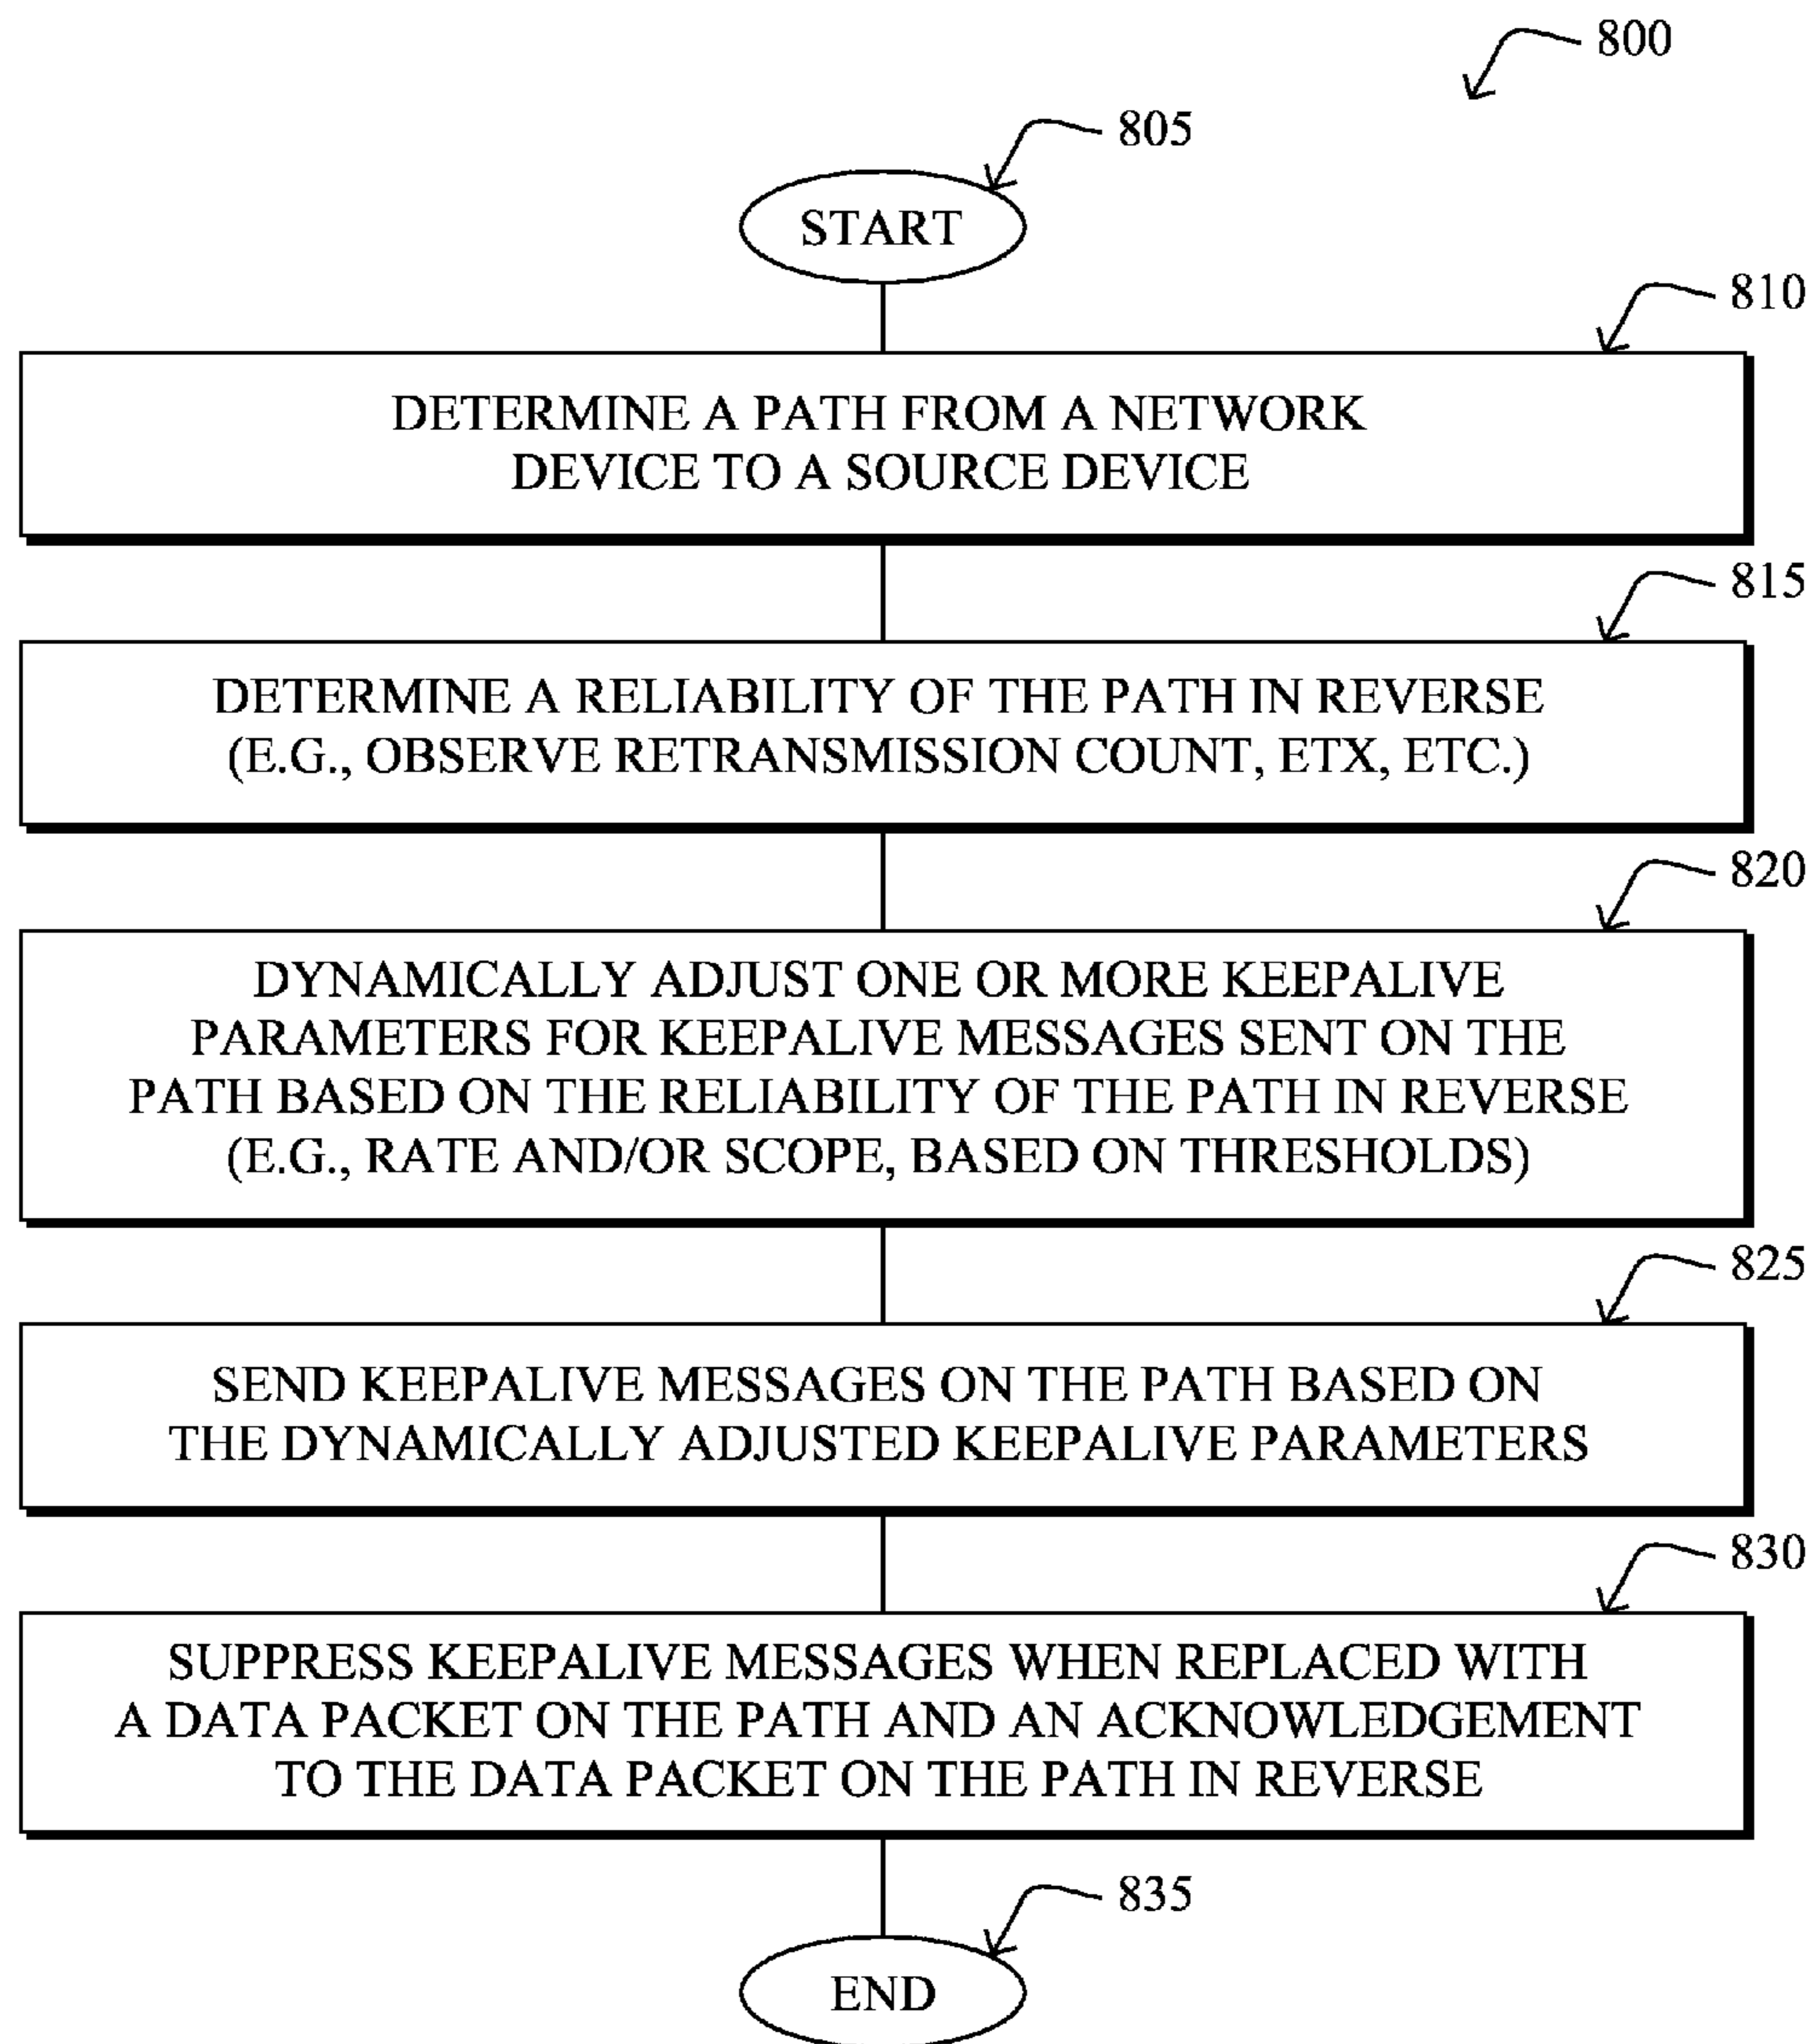 800
805
START
810
DETERMINE A PATH FROM A NETWORK
DEVICE TO A SOURCE DEVICE
815
DETERMINE A RELIABILITY OF THE PATH IN REVERSE
(E.G., OBSERVE RETRANSMISSION COUNT, ETX, ETC.)
820
DYNAMICALLY ADJUST ONE OR MORE KEEPALIVE
PARAMETERS FOR KEEPALIVE MESSAGES SENT ON THE
PATH BASED ON THE RELIABILITY OF THE PATH IN REVERSE
(E.G., RATE AND/OR SCOPE, BASED ON THRESHOLDS)
825
SEND KEEPALIVE MESSAGES ON THE PATH BASED ON
THE DYNAMICALLY ADJUSTED KEEPALIVE PARAMETERS
830
SUPPRESS KEEPALIVE MESSAGES WHEN REPLACED WITH
A DATA PACKET ON THE PATH AND AN ACKNOWLEDGEMENT
TO THE DATA PACKET ON THE PATH IN REVERSE
835
END